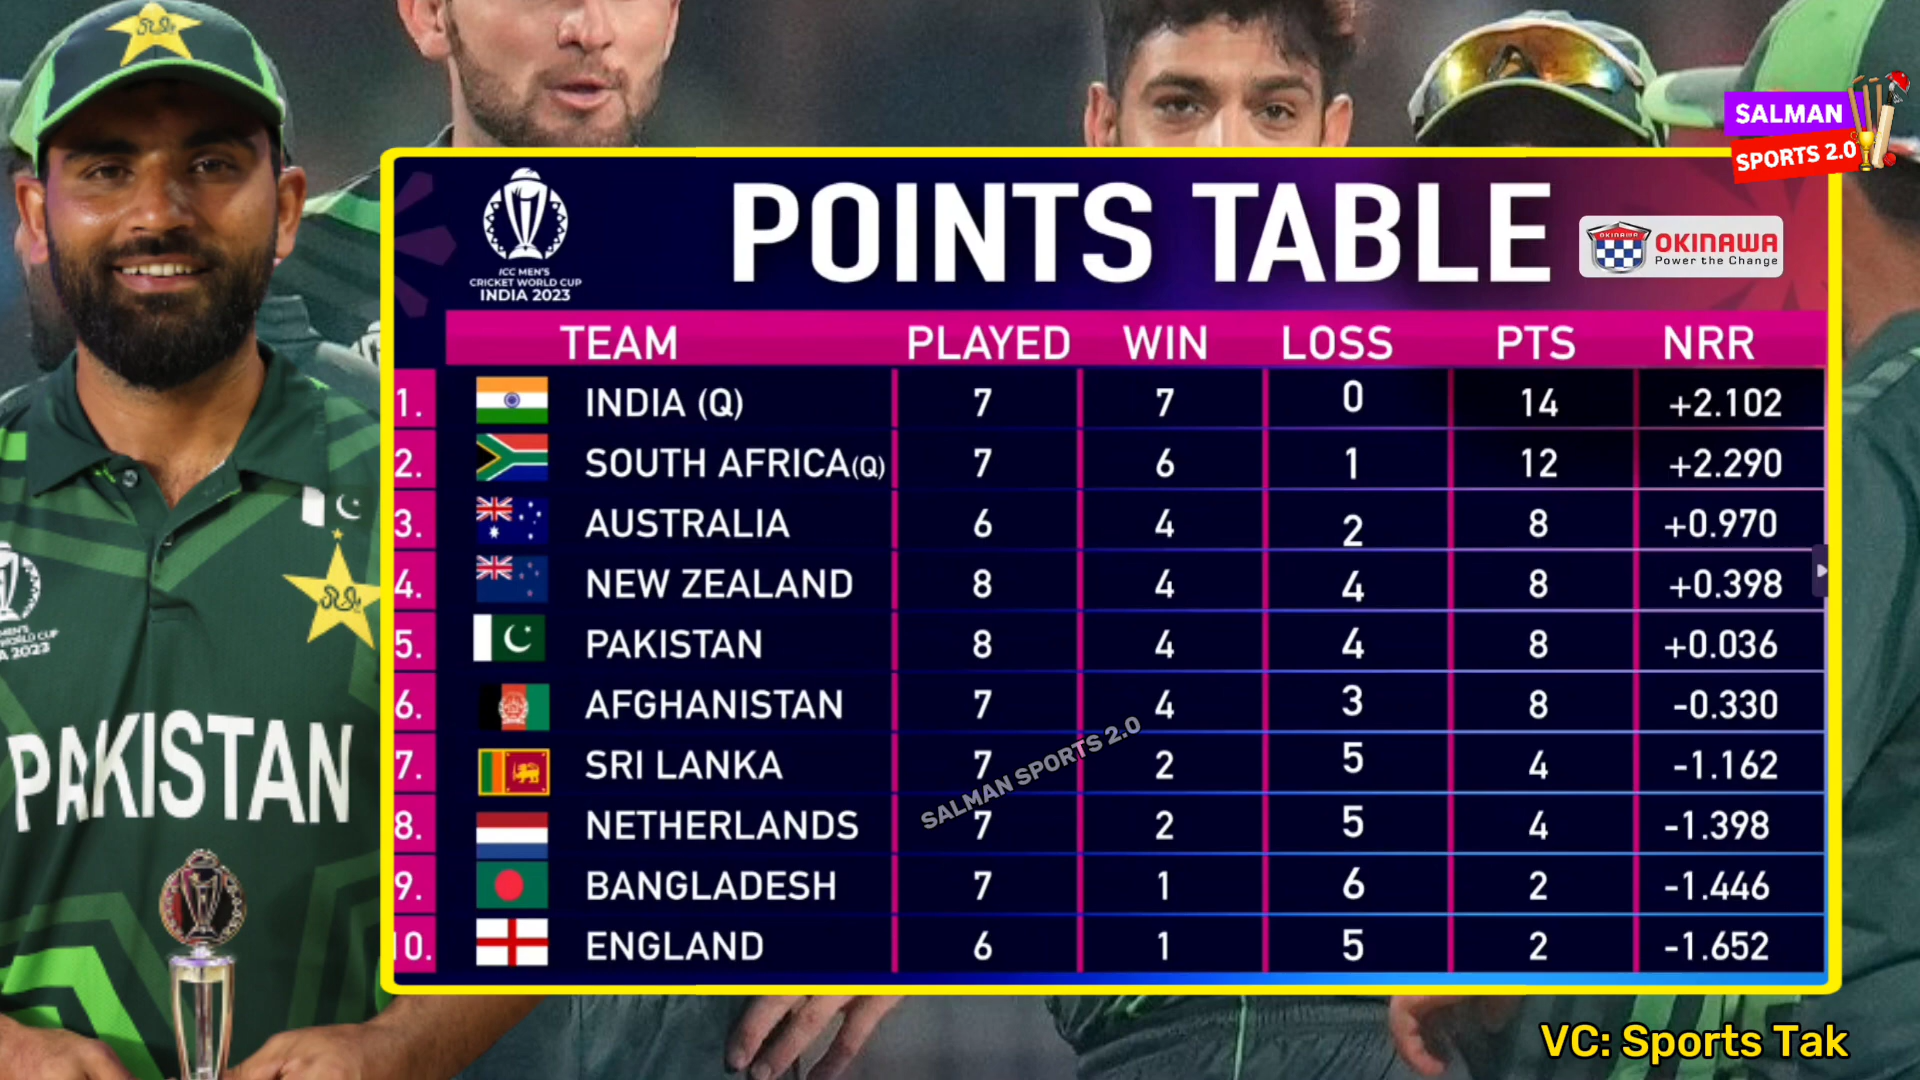 SALMAN
SPORTS 2.0
ICC MEN'S
CRICKET WORLD CUP
INDIA 2023
POINTS TABLE
OKINAWA
OKINAWA
Power the Change
TEAM PLAYED WIN LOSS PTS NRR
1. INDIA (Q) 7 7 0 14 +2.102
2. SOUTH AFRICA(Q) 7 6 1 12 +2.290
3. AUSTRALIA 6 4 2 8 +0.970
4. NEW ZEALAND 8 4 4 8 +0.398
5. PAKISTAN 8 4 4 8 +0.036
6. AFGHANISTAN 7 4 3 8 -0.330
7. SRI LANKA 7 2 5 4 -1.162
8. NETHERLANDS 7 2 5 4 -1.398
9. BANGLADESH 7 1 6 2 -1.446
10. ENGLAND 6 1 5 2 -1.652
SALMAN SPORTS 2.0
PAKISTAN
WORLD CUP
A 2023
VC: Sports Tak